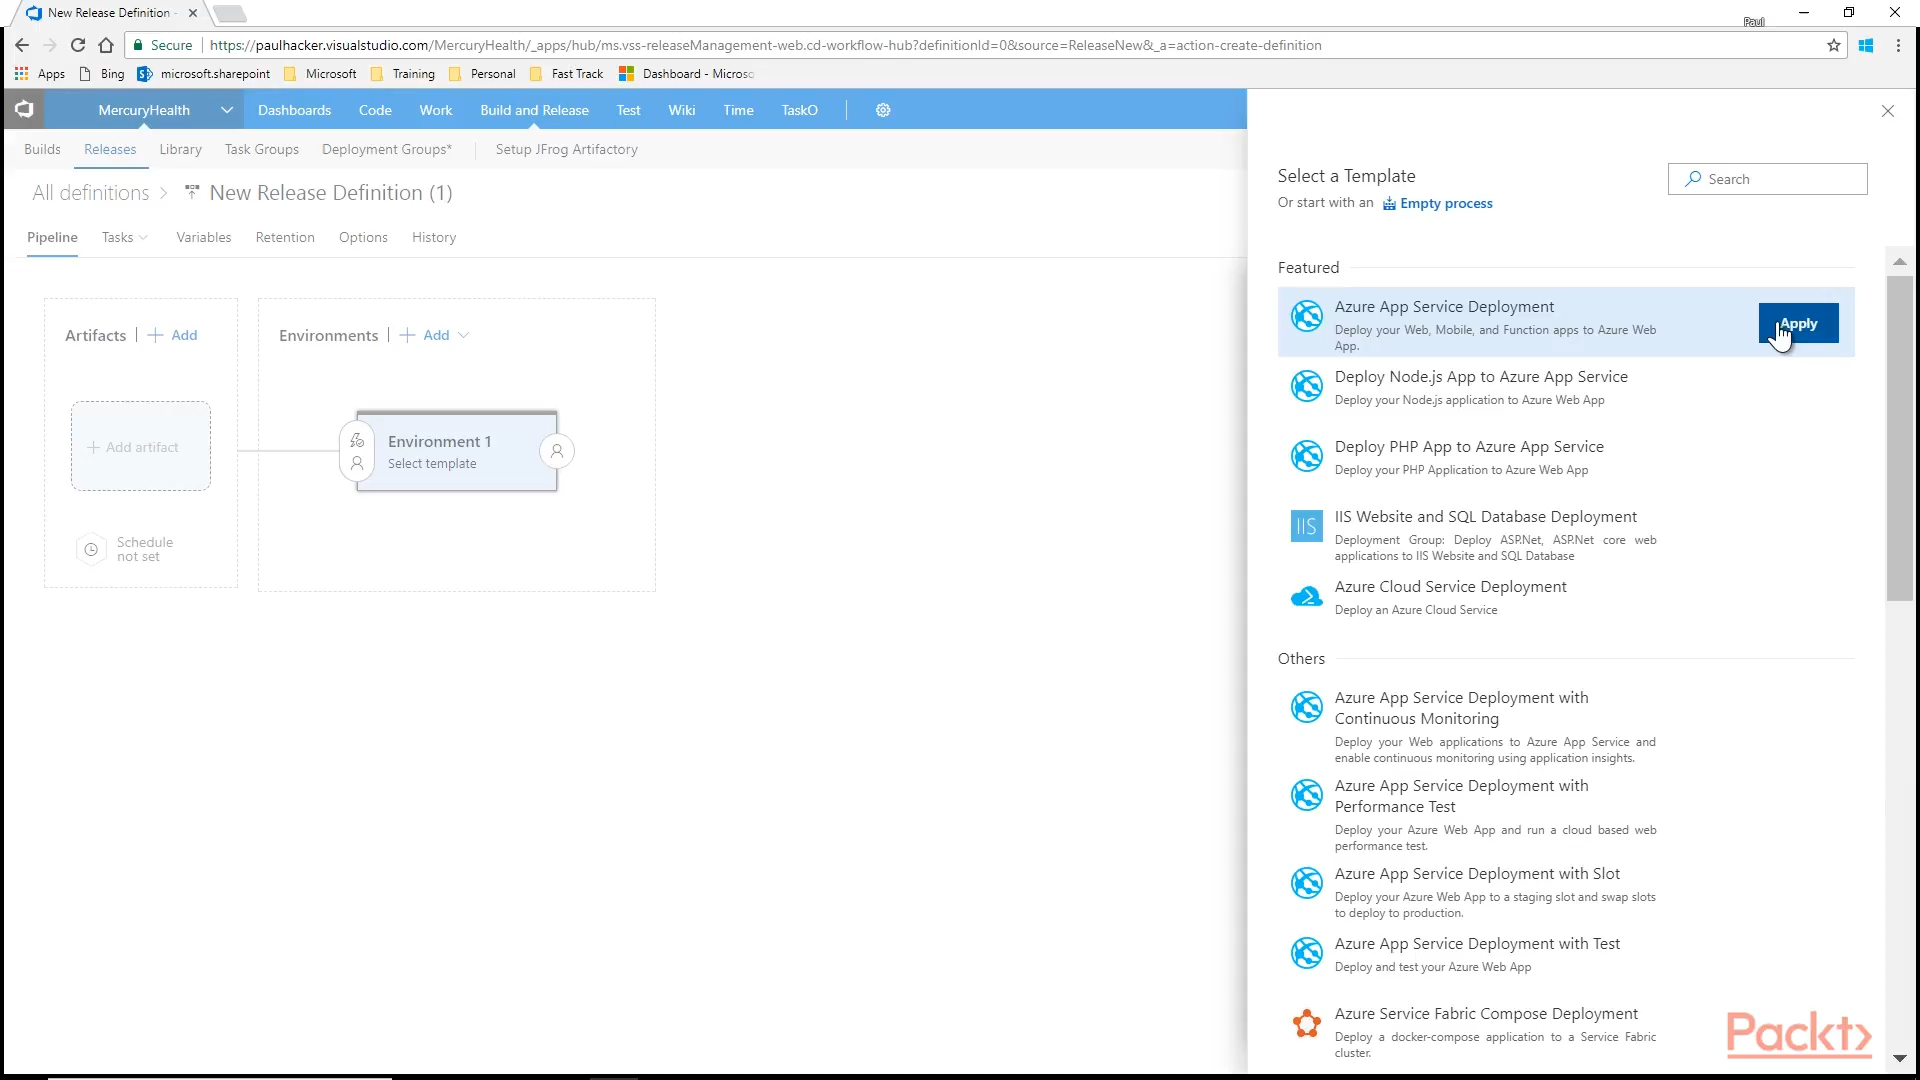 New Release Definition -
Paul
Secure
https://paulhacker.visualstudio.com/MercuryHealth/_apps/hub/ms.vss-releaseManagement-web.cd-workflow-hub?definitionId=0&source=ReleaseNew&_a=action-create-definition
Apps Bing microsoft.sharepoint Microsoft Training Personal Fast Track Dashboard - Microso
MercuryHealth Dashboards Code Work Build and Release Test Wiki Time TaskO
Builds Releases Library Task Groups Deployment Groups* Setup JFrog Artifactory
All definitions > New Release Definition (1)
Pipeline Tasks Variables Retention Options History
Artifacts | + Add
Environments | + Add
+ Add artifact
Environment 1
Select template
Schedule
not set
Select a Template
Search
Or start with an Empty process
Featured
Azure App Service Deployment
Deploy your Web, Mobile, and Function apps to Azure Web
App.
Apply
Deploy Node.js App to Azure App Service
Deploy your Node.js application to Azure Web App
Deploy PHP App to Azure App Service
Deploy your PHP Application to Azure Web App
IIS
IIS Website and SQL Database Deployment
Deployment Group: Deploy ASP.Net, ASP.Net core web
applications to IIS Website and SQL Database
Azure Cloud Service Deployment
Deploy an Azure Cloud Service
Others
Azure App Service Deployment with
Continuous Monitoring
Deploy your Web applications to Azure App Service and
enable continuous monitoring using application insights.
Azure App Service Deployment with
Performance Test
Deploy your Azure Web App and run a cloud based web
performance test.
Azure App Service Deployment with Slot
Deploy your Azure Web App to a staging slot and swap slots
to deploy to production.
Azure App Service Deployment with Test
Deploy and test your Azure Web App
Azure Service Fabric Compose Deployment
Deploy a docker-compose application to a Service Fabric
cluster.
Packt>